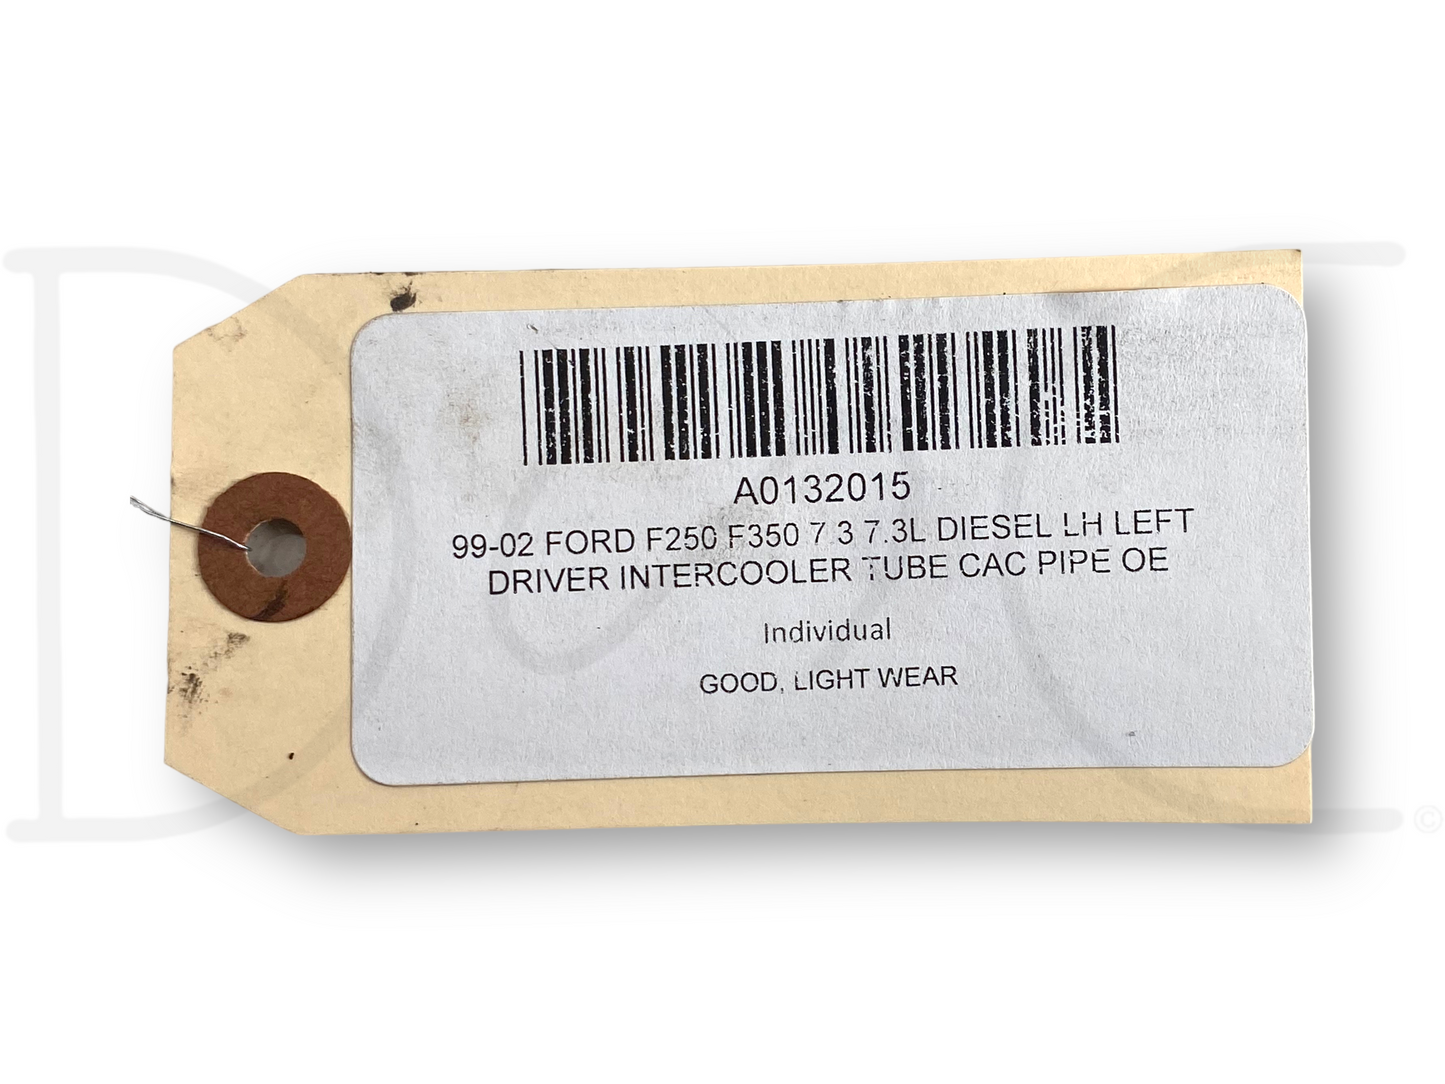 A0132015
99-02 FORD F250 F350 7.3 7.3L DIESEL LH LEFT
DRIVER INTERCOOLER TUBE CAC PIPE OE
Individual
GOOD, LIGHT WEAR
©